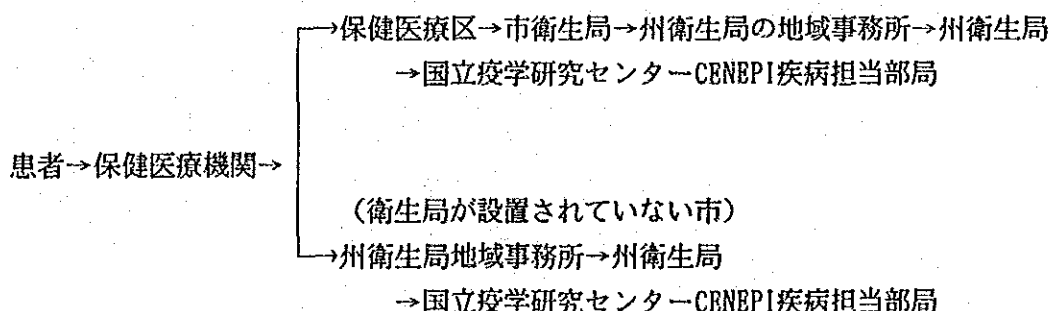 →保健医療区→市衛生局→州衛生局の地域事務所→州衛生局
→国立疫学研究センターCENEPI疾病担当部局
患者→保健医療機関→
（衛生局が設置されていない市）
→州衛生局地域事務所→州衛生局
→国立疫学研究センターCENEPI疾病担当部局